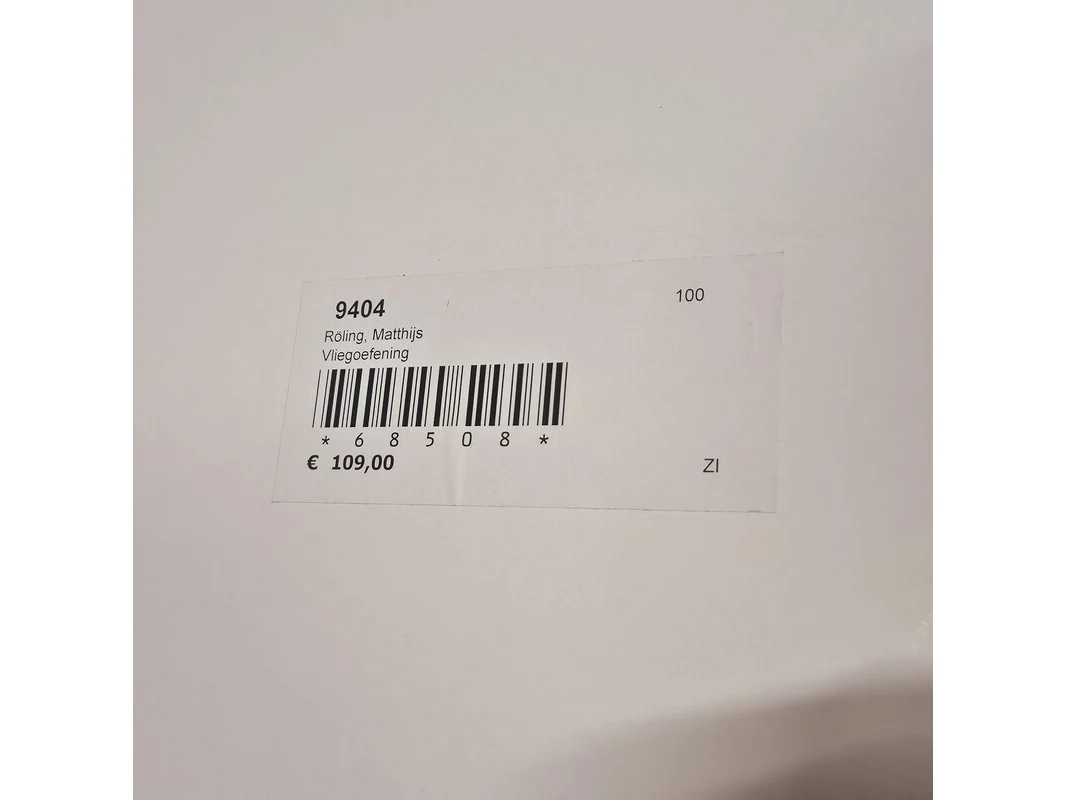 9404
100
Röling, Matthijs
Vliegoefening
* 6 8 5 0 8 *
€ 109,00
ZI